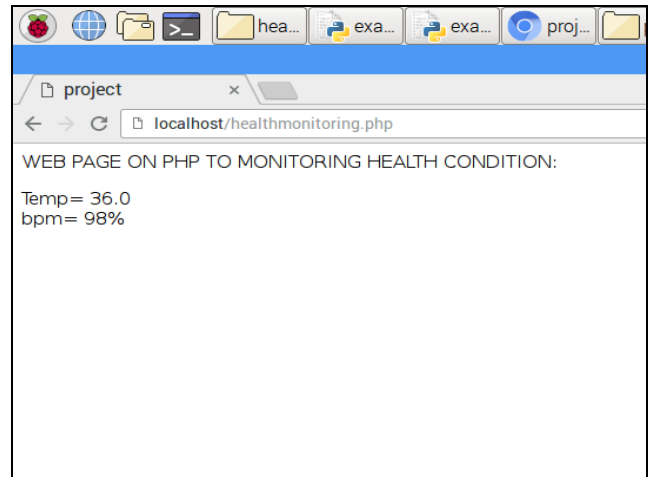 hea... exa... exa... proj...
project
localhost/healthmonitoring.php
WEB PAGE ON PHP TO MONITORING HEALTH CONDITION:
Temp= 36.0
bpm= 98%